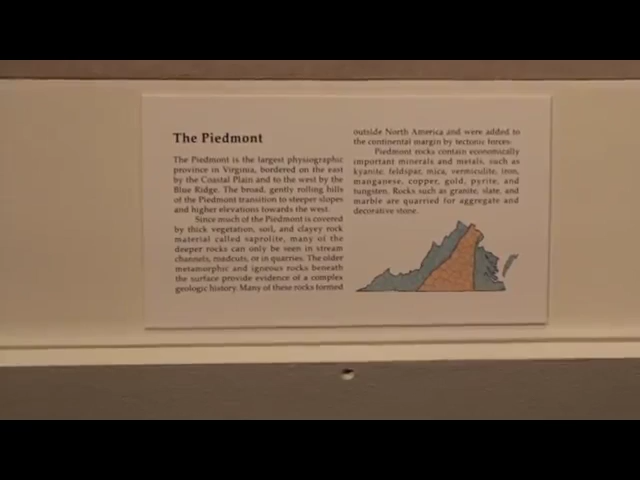 The Piedmont
The Piedmont is the largest physiographic
province in Virginia, bordered on the east
by the Coastal Plain and to the west by the
Blue Ridge. The broad, gently rolling hills
of the Piedmont transition to steeper slopes
and higher elevations towards the west.
Since much of the Piedmont is covered
by thick vegetation, soil, and clayey rock
material called saprolite, many of the
deeper rocks can only be seen in stream
channels, roadcuts, or in quarries. The older
metamorphic and igneous rocks beneath
the surface provide evidence of a complex
geologic history. Many of these rocks formed
outside North America and were added to
the continental margin by tectonic forces.
Piedmont rocks contain economically
important minerals and metals, such as
kyanite, feldspar, mica, vermiculite, iron,
manganese, copper, gold, pyrite, and
tungsten. Rocks such as granite, slate, and
marble are quarried for aggregate and
decorative stone.